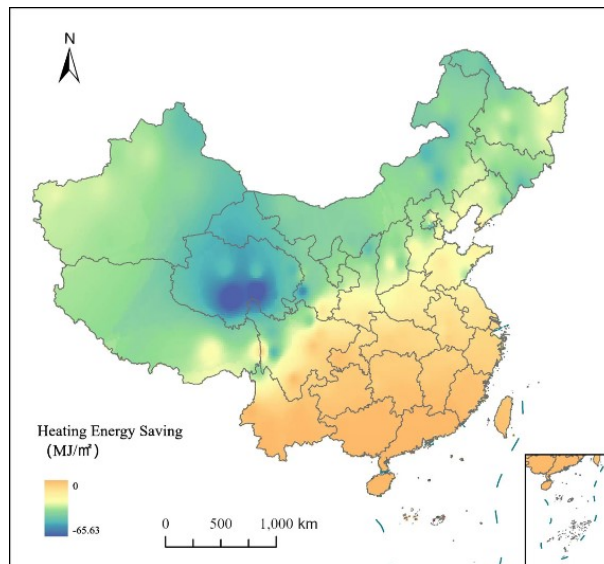 N
Heating Energy Saving
(MJ/㎡)
0
-65.63
0 500 1,000 km